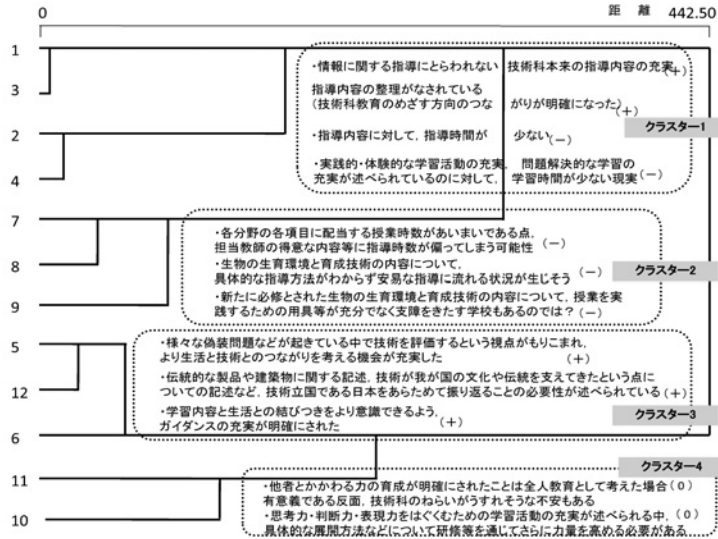 0
距　離
442.50
1
・情報に関する指導にとらわれない　技術科本来の指導内容の充実(＋)
3
指導内容の整理がなされている
(技術科教育のめざす方向のつな　がりが明確になった)(＋)
クラスター1
2
・指導内容に対して，指導時間が　少ない(－)
・実践的・体験的な学習活動の充実，問題解決的な学習の
4
充実が述べられているのに対して，学習時間が少ない現実(－)
7
・各分野の各項目に配当する授業時数があいまいである点，
担当教師の得意な内容等に指導時数が偏ってしまう可能性(－)
8
・生物の生育環境と育成技術の内容について，
具体的な指導方法がわからず安易な指導に流れる状況が生じそう(－)
クラスター2
9
・新たに必修とされた生物の生育環境と育成技術の内容について，授業を実
践するための用具等が充分でなく支障をきたす学校もあるのでは？(－)
5
・様々な偽装問題などが起きている中で技術を評価するという視点がもりこまれ，
より生活と技術とのつながりを考える機会が充実した(＋)
12
・伝統的な製品や建築物に関する記述，技術が我が国の文化や伝統を支えてきたという点に
ついての記述など，技術立国である日本をあらためて振り返ることの必要性が述べられている(＋)
・学習内容と生活との結びつきをより意識できるよう，
クラスター3
6
ガイダンスの充実が明確にされた(＋)
クラスター4
11
・他者とかかわる力の育成が明確にされたことは全人教育として考えた場合(0)
有意義である反面，技術科のねらいがうすれそうな不安もある
10
・思考力・判断力・表現力をはぐくむための学習活動の充実が述べられる中，(0)
具体的な展開方法などについて研修等を通じてさらに力量を高める必要がある